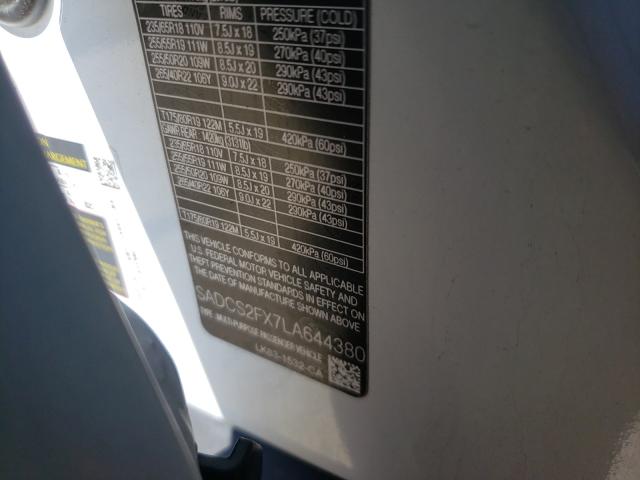 TIRES RIMS PRESSURE (COLD)
235/65R18 110V 7.5J x 18 250kPa (37psi)
255/55R19 111W 8.5J x 19 270kPa (40psi)
255/50R20 109W 8.5J x 20 290kPa (43psi)
265/40R22 106Y 9.0J x 22 290kPa (43psi)
T175/80R19 122M 5.5J x 19 420kPa (60psi)
GAWR REAR: 1420kg (3131lb)
235/65R18 110V 7.5J x 18 250kPa (37psi)
255/55R19 111W 8.5J x 19 270kPa (40psi)
255/50R20 109W 8.5J x 20 290kPa (43psi)
265/40R22 106Y 9.0J x 22 290kPa (43psi)
T175/80R19 122M 5.5J x 19 420kPa (60psi)
THIS VEHICLE CONFORMS TO ALL APPLICABLE
U.S. FEDERAL MOTOR VEHICLE SAFETY AND
THEFT PREVENTION STANDARDS IN EFFECT ON
THE DATE OF MANUFACTURE SHOWN ABOVE
SADCS2FX7LA644380
TYPE :MULTI-PURPOSE PASSENGER VEHICLE
LK83-1532-CA